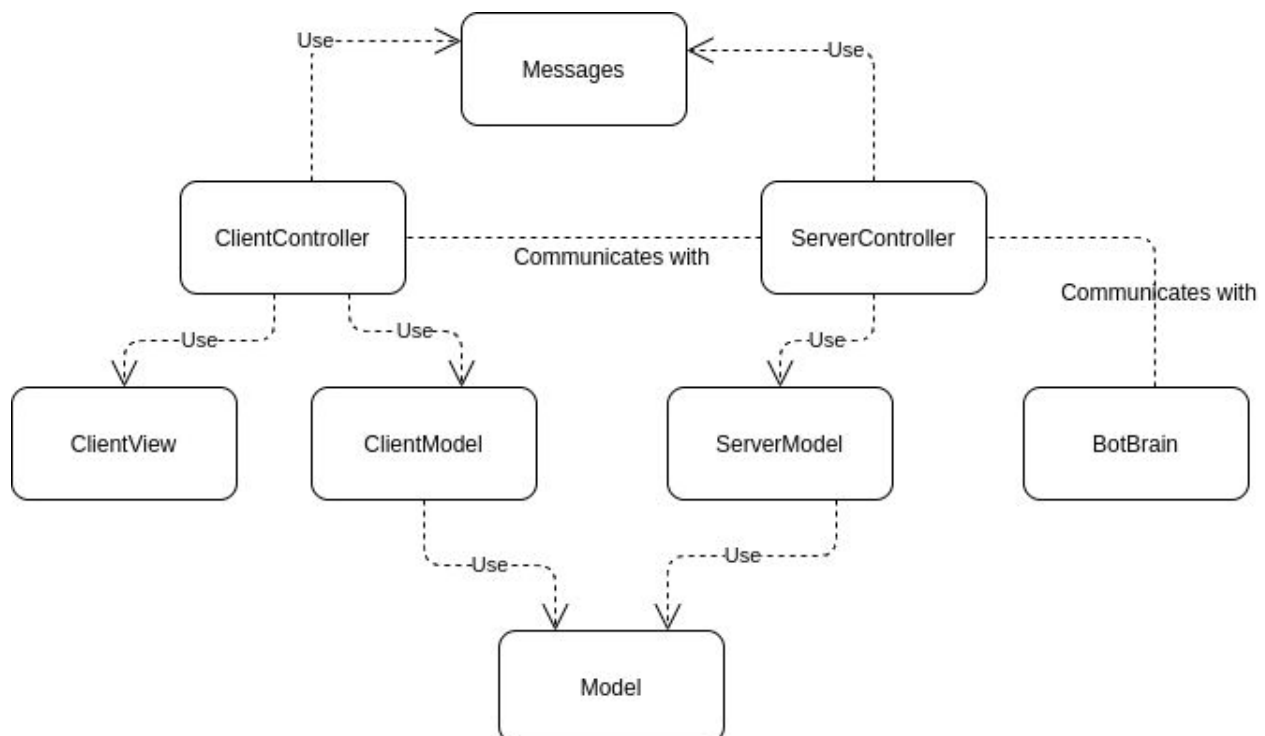 Use
Use
Messages
ClientController
ServerController
Communicates with
Communicates with
Use
Use
Use
ClientView
ClientModel
ServerModel
BotBrain
Use
Use
Model